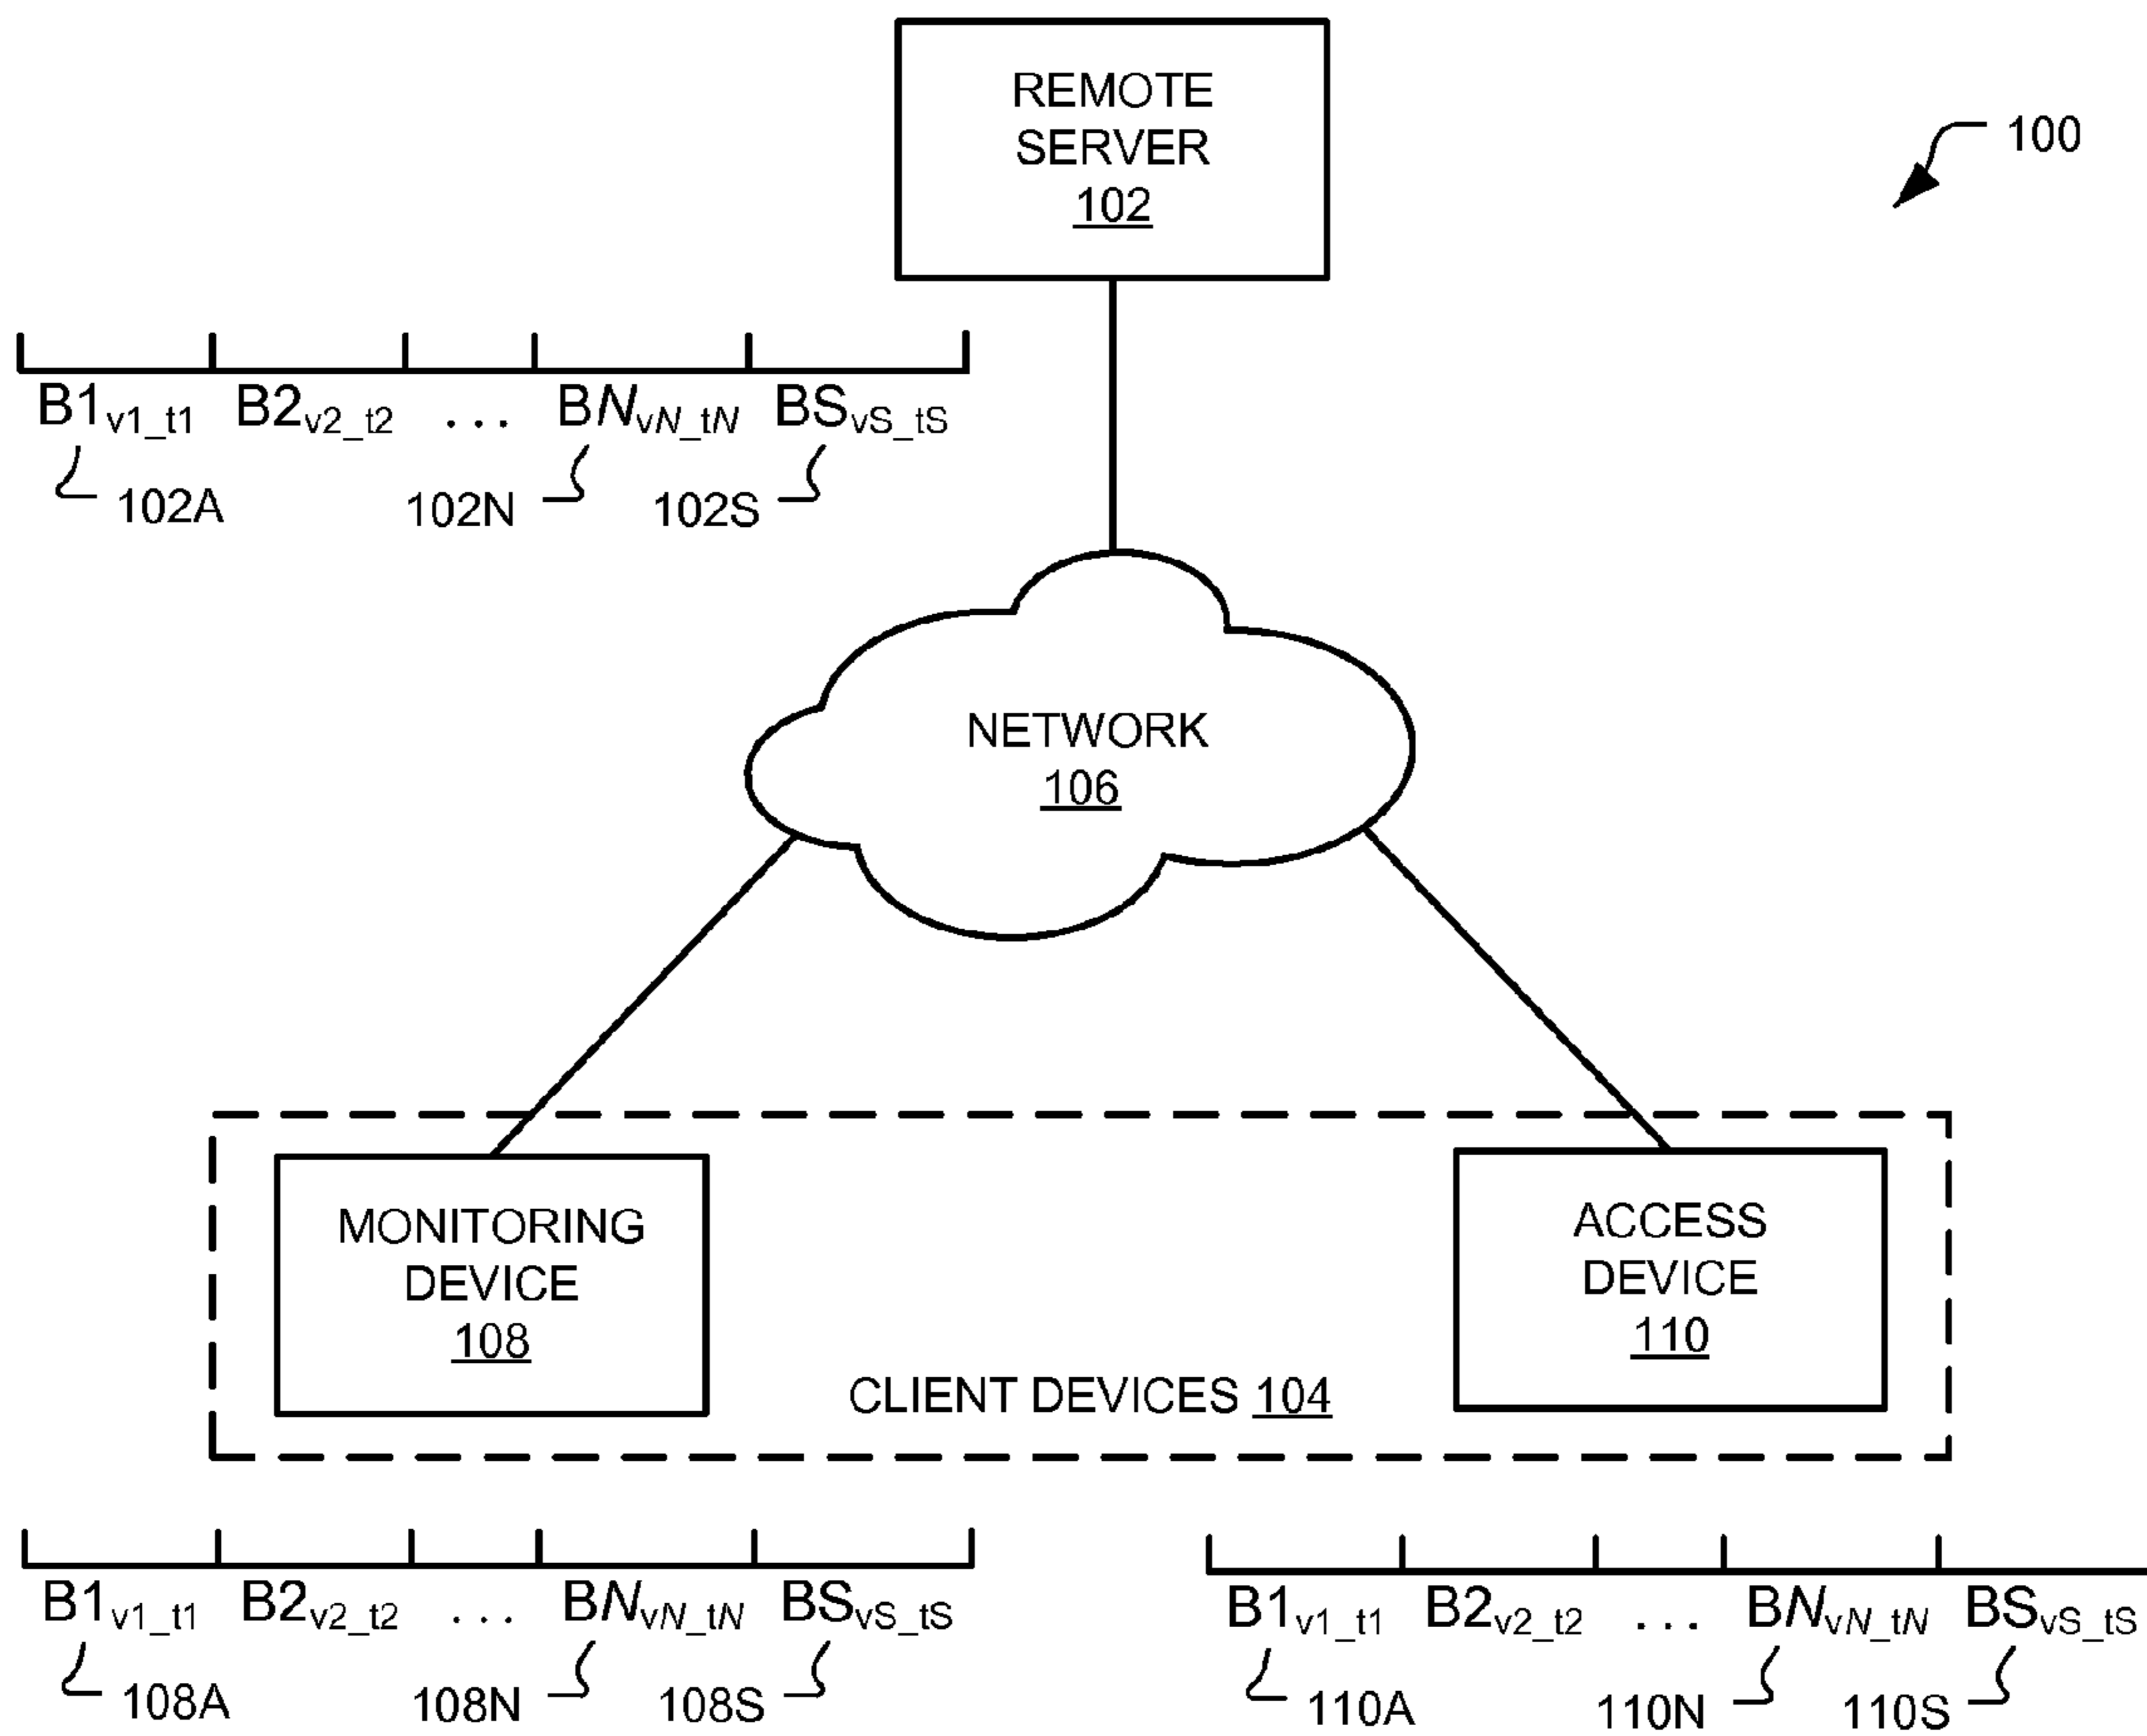 REMOTE
SERVER
102
100
B1v1_t1 B2v2_t2 ... BNvN_tN BSvS_tS
102A 102N 102S
NETWORK
106
MONITORING
DEVICE
108
ACCESS
DEVICE
110
CLIENT DEVICES 104
B1v1_t1 B2v2_t2 ... BNvN_tN BSvS_tS
108A 108N 108S
B1v1_t1 B2v2_t2 ... BNvN_tN BSvS_tS
110A 110N 110S